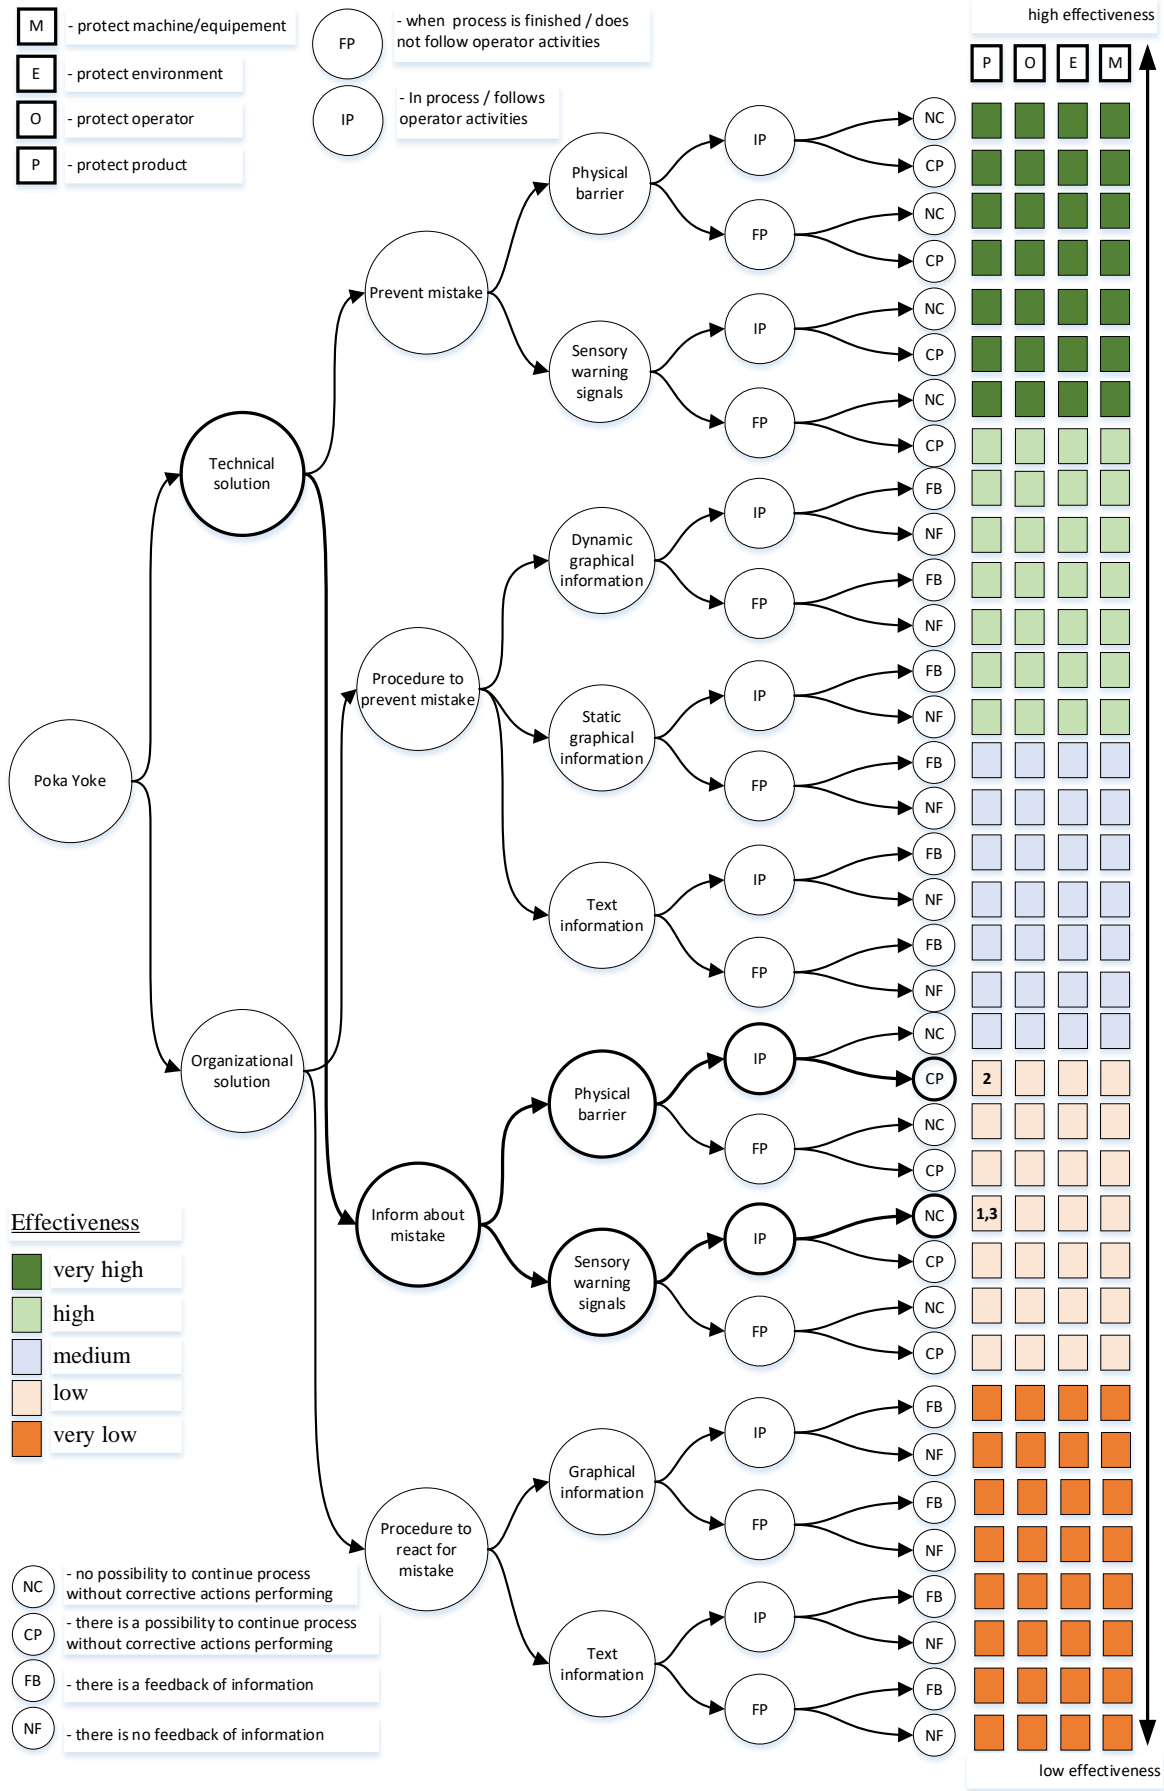 M
- protect machine/equipement
E
- protect environment
O
- protect operator
P
- protect product
FP
- when process is finished / does
not follow operator activities
IP
- In process / follows
operator activities
high effectiveness
P O E M
Poka Yoke
Technical
solution
Organizational
solution
Prevent mistake
Procedure to
prevent mistake
Inform about
mistake
Procedure to
react for
mistake
Physical
barrier
Sensory
warning
signals
Dynamic
graphical
information
Static
graphical
information
Text
information
Physical
barrier
Sensory
warning
signals
Graphical
information
Text
information
IP
FP
IP
FP
IP
FP
IP
FP
IP
FP
IP
FP
IP
FP
IP
FP
IP
FP
NC
CP
NC
CP
NC
CP
NC
CP
FB
NF
FB
NF
FB
NF
FB
NF
FB
NF
FB
NF
NC
CP 2
NC
CP
NC 1,3
CP
NC
CP
FB
NF
FB
NF
FB
NF
FB
NF
low effectiveness
Effectiveness
very high
high
medium
low
very low
NC
- no possibility to continue process
without corrective actions performing
CP
- there is a possibility to continue process
without corrective actions performing
FB
- there is a feedback of information
NF
- there is no feedback of information